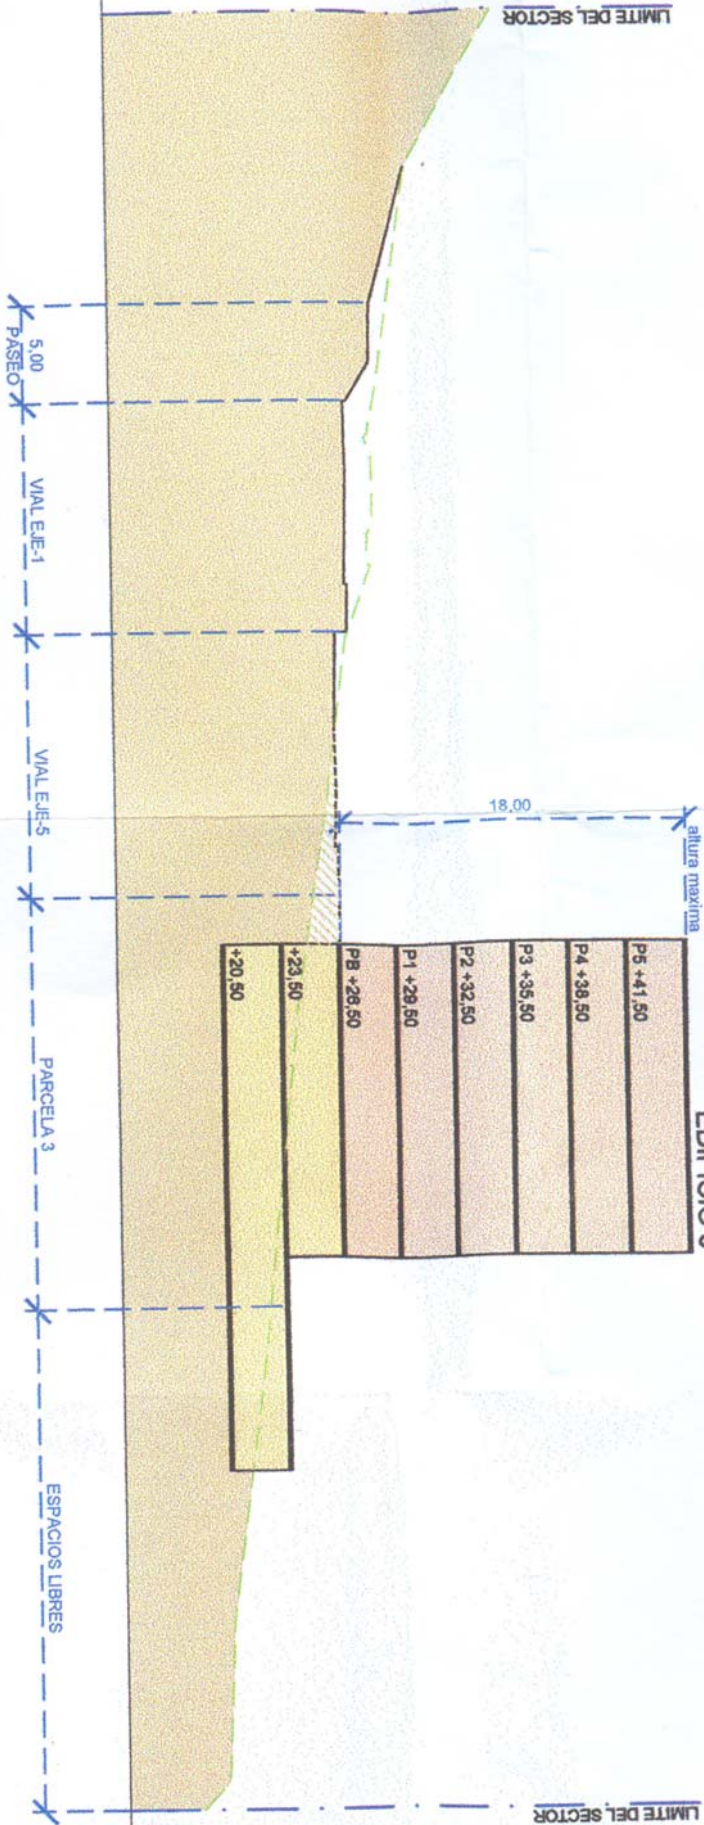 LIMITE DEL SECTOR
EDIFICIO
altura maxima
18,00
P5 +41,50
P4 +38,50
P3 +35,50
P2 +32,50
P1 +29,50
PB +26,50
+23,50
+20,50
5,00
PASEO
VIAL EJE-1
VIAL EJE-5
PARCELA 3
ESPACIOS LIBRES
LIMITE DEL SECTOR